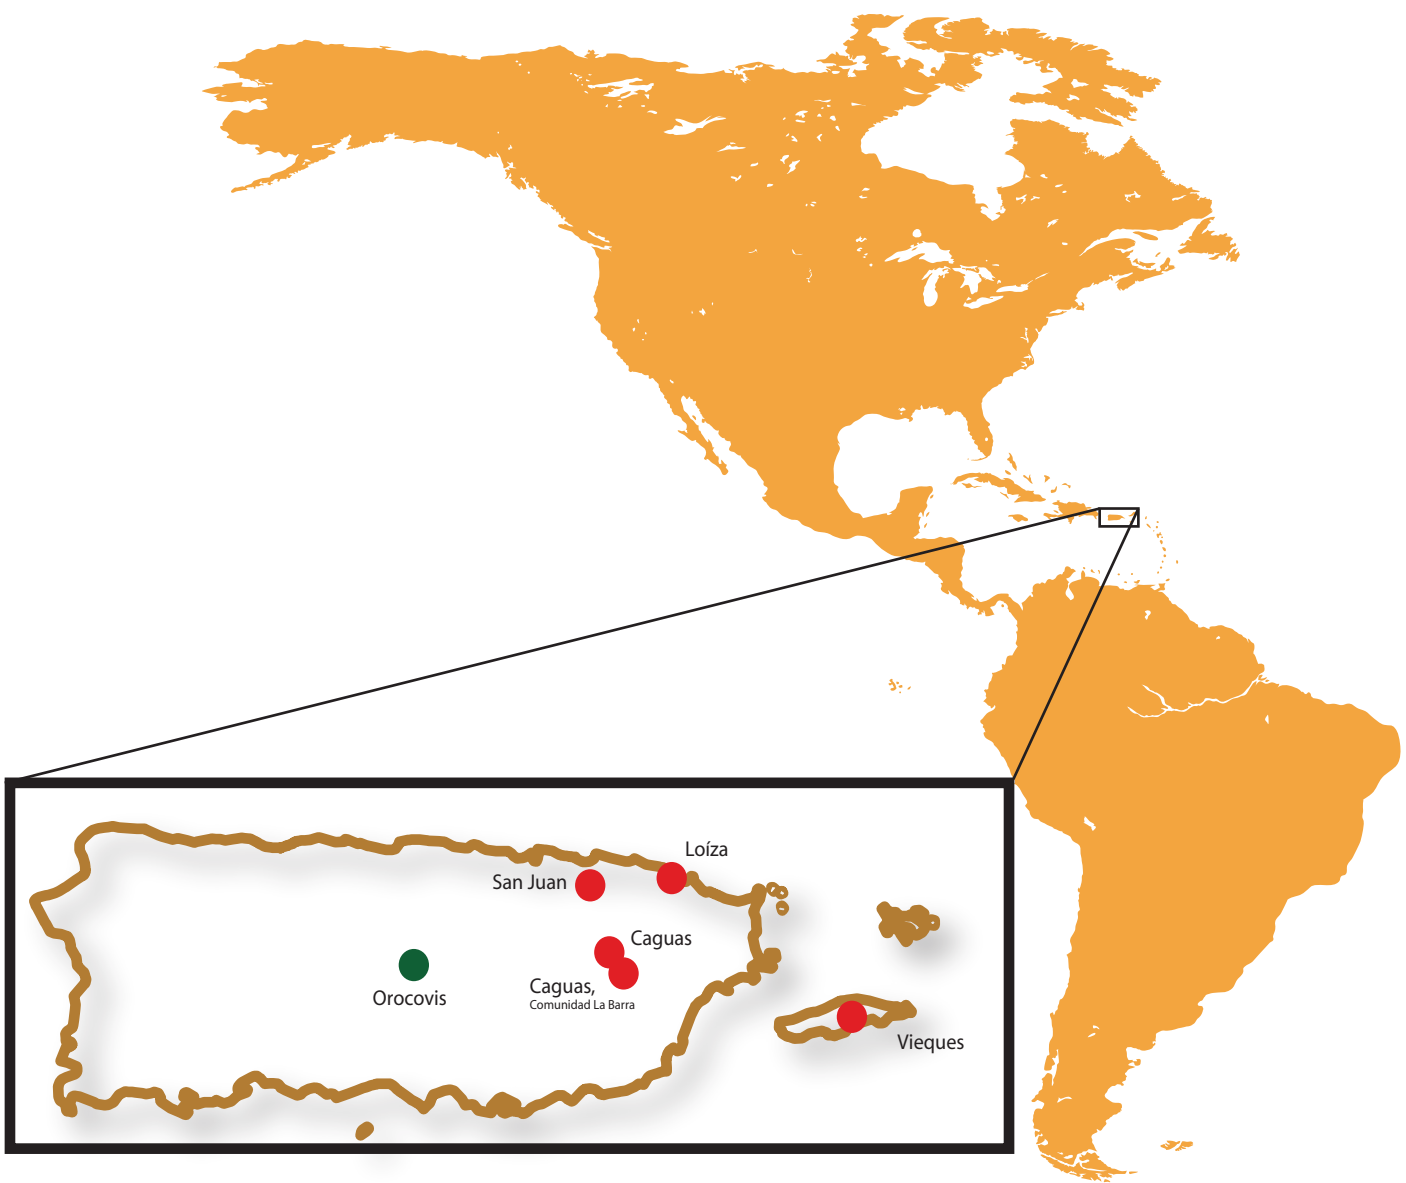 Loíza
San Juan
Caguas
Caguas,
Comunidad La Barra
Orocovis
Vieques